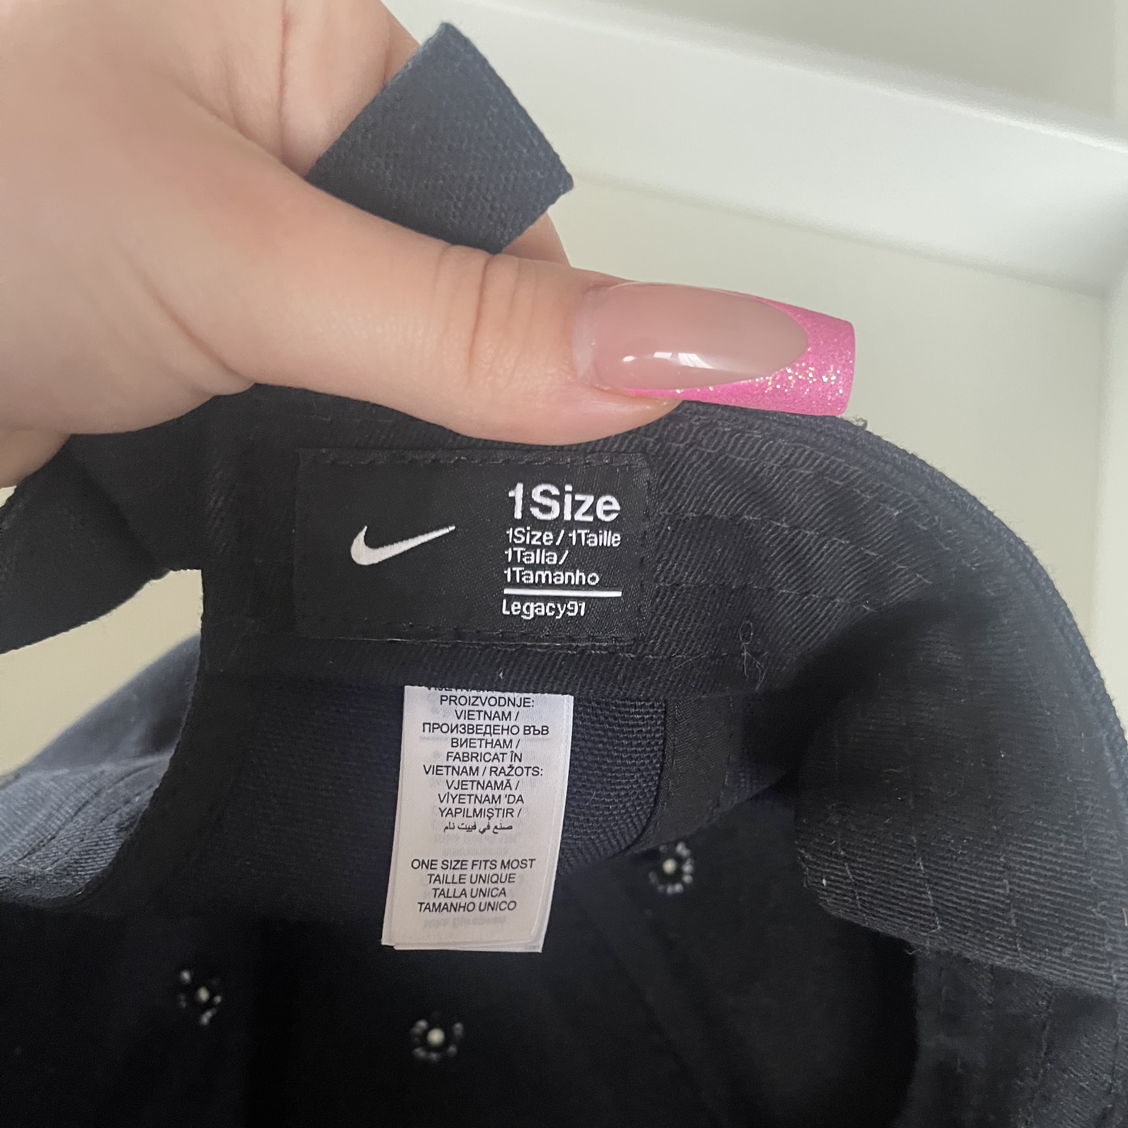 1Size
1Size / 1Taille
1Talla /
1Tamanho
Legacy91
PROIZVODNJE:
VIETNAM /
ПРОИЗВЕДЕНО ВЪВ
ВИЕТНАМ /
FABRICAT ÎN
VIETNAM / RAŽOTS:
VJETNAMĀ /
VİYETNAM 'DA
YAPILMIŞTIR /
صنع في فييت نام
ONE SIZE FITS MOST
TAILLE UNIQUE
TALLA UNICA
TAMANHO UNICO